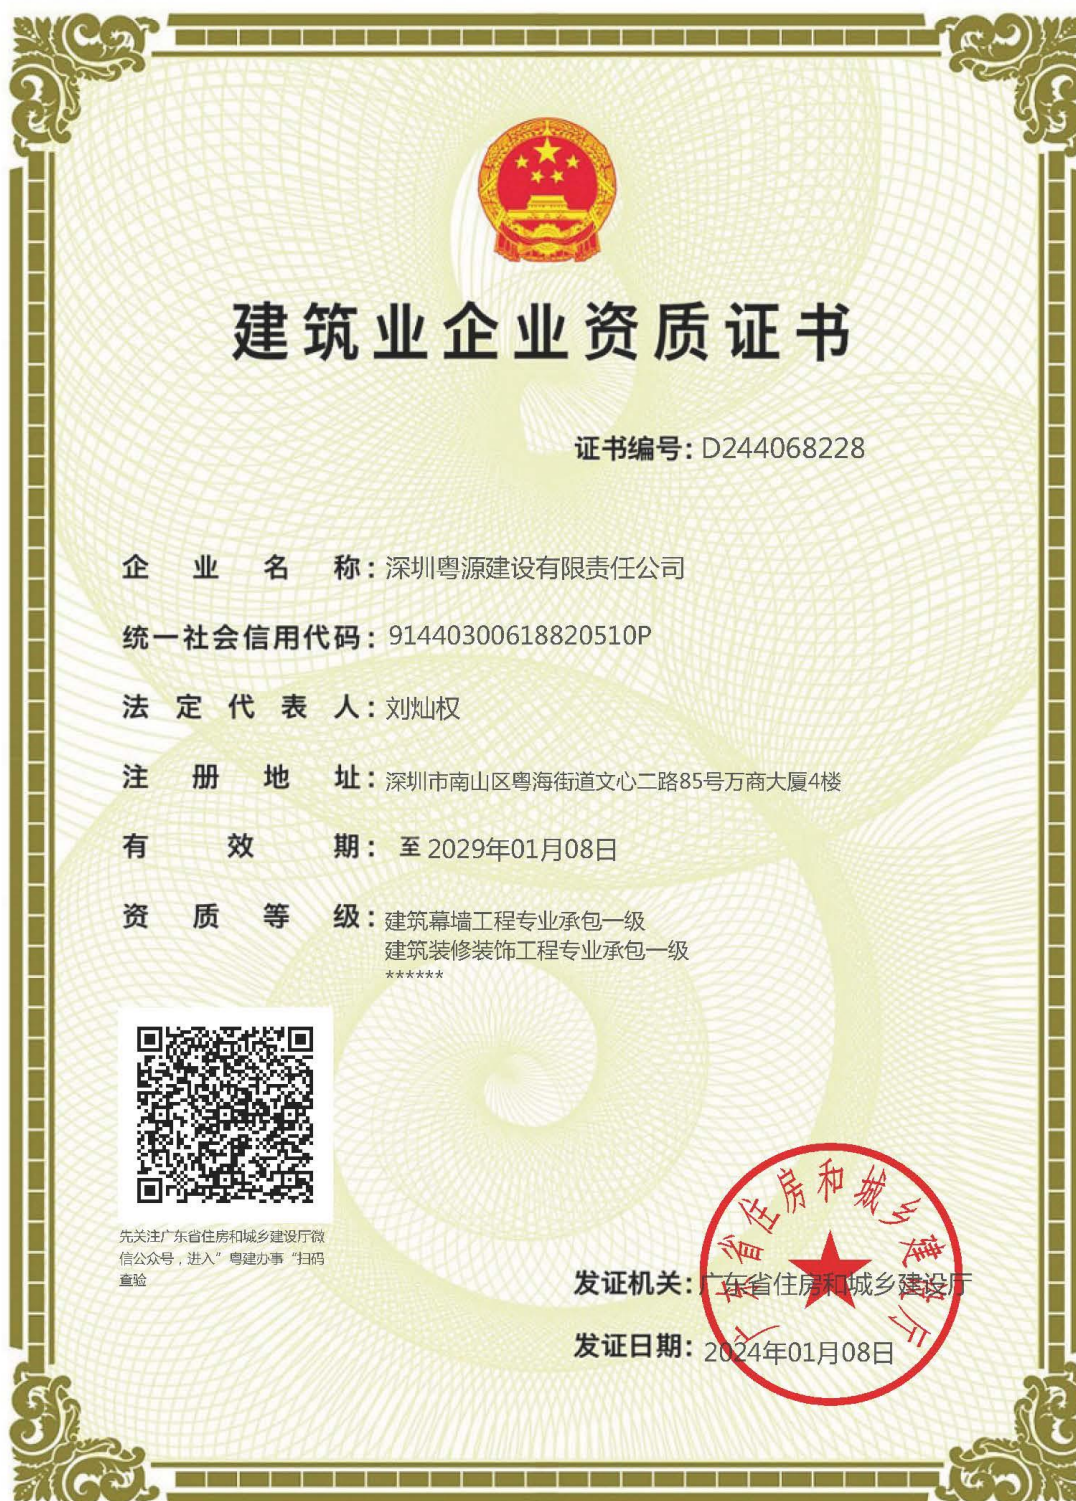 建筑业企业资质证书
证书编号：D244068228
企业名称：深圳粤源建设有限责任公司
统一社会信用代码：91440300618820510P
法定代表人：刘灿权
注册地址：深圳市南山区粤海街道文心二路85号万商大厦4楼
有效期：至2029年01月08日
资质等级：建筑幕墙工程专业承包一级
建筑装修装饰工程专业承包一级
******
先关注广东省住房和城乡建设厅微
信公众号，进入”粤建办事“扫码
查验
广东省住房和城乡建设厅
发证机关：广东省住房和城乡建设厅
发证日期：2024年01月08日